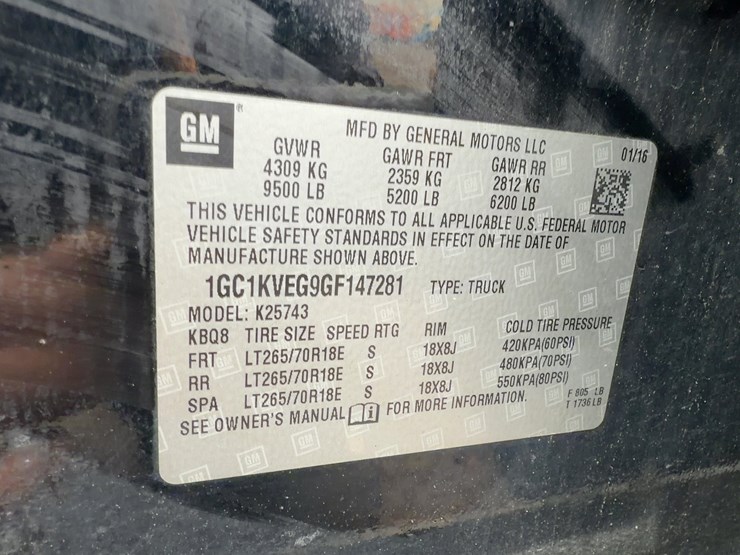 GM
MFD BY GENERAL MOTORS LLC
01/16
GVWR GAWR FRT GAWR RR
4309 KG 2359 KG 2812 KG
9500 LB 5200 LB 6200 LB
THIS VEHICLE CONFORMS TO ALL APPLICABLE U.S. FEDERAL MOTOR
VEHICLE SAFETY STANDARDS IN EFFECT ON THE DATE OF
MANUFACTURE SHOWN ABOVE.
1GC1KVEG9GF147281 TYPE: TRUCK
MODEL: K25743
KBQ8 TIRE SIZE SPEED RTG RIM COLD TIRE PRESSURE
FRT LT265/70R18E S 18X8J 420KPA(60PSI)
RR LT265/70R18E S 18X8J 480KPA(70PSI)
SPA LT265/70R18E S 18X8J 550KPA(80PSI)
SEE OWNER'S MANUAL i FOR MORE INFORMATION.
F 805 LB
T 1736 LB